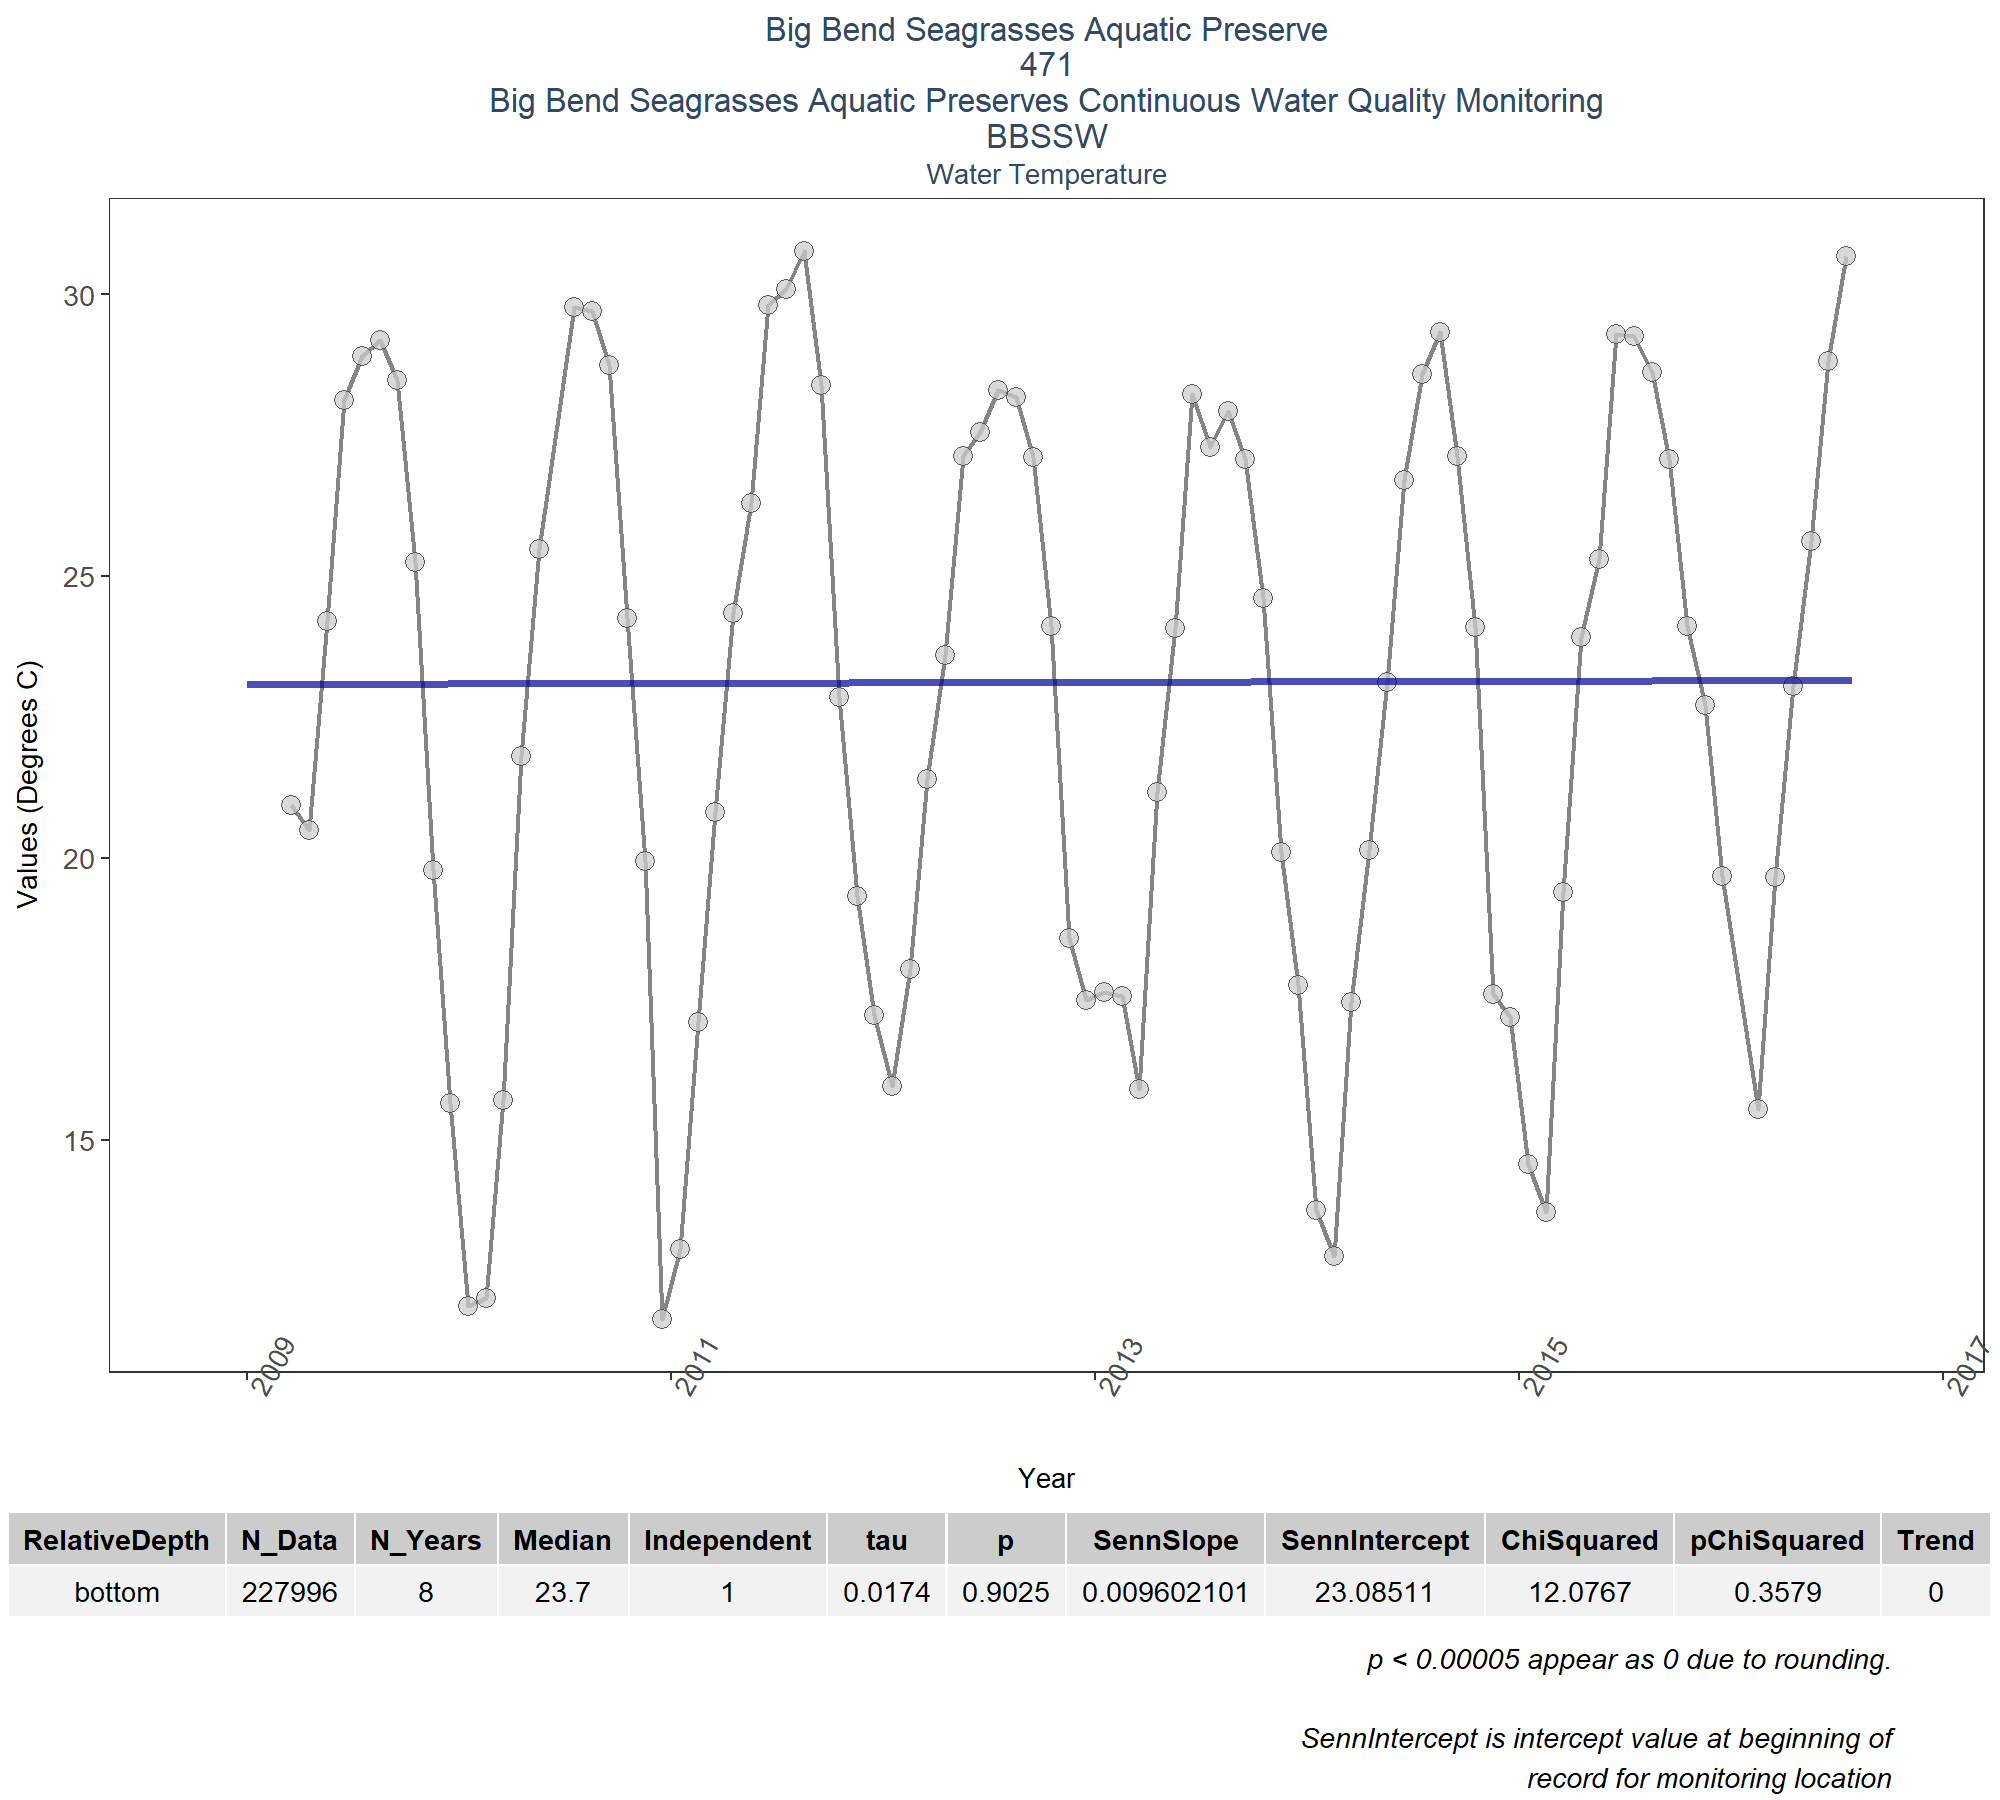 Big Bend Seagrasses Aquatic Preserve
471
Big Bend Seagrasses Aquatic Preserves Continuous Water Quality Monitoring
BBSSW
Water Temperature
Values (Degrees C)
30
25
20
15
2009
2011
2013
2015
2017
Year
RelativeDepth N_Data N_Years Median Independent tau p SennSlope SennIntercept ChiSquared pChiSquared Trend
bottom 227996 8 23.7 1 0.0174 0.9025 0.009602101 23.08511 12.0767 0.3579 0
p < 0.00005 appear as 0 due to rounding.
SennIntercept is intercept value at beginning of
record for monitoring location